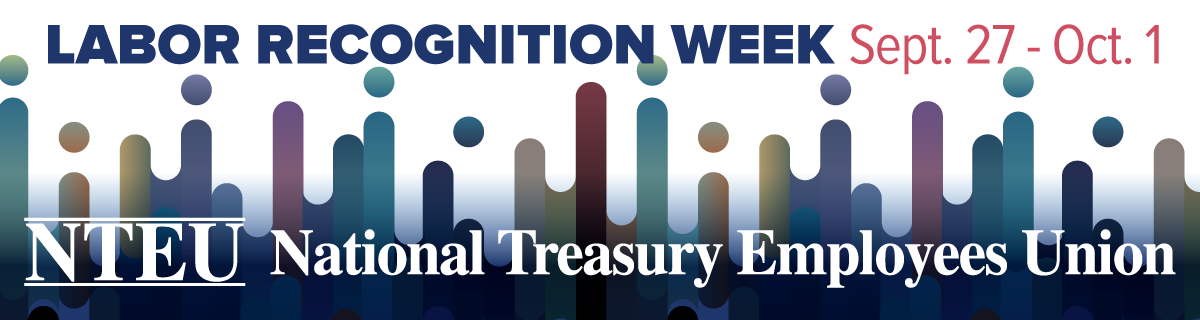 LABOR RECOGNITION WEEK Sept. 27 - Oct. 1
NTEU National Treasury Employees Union